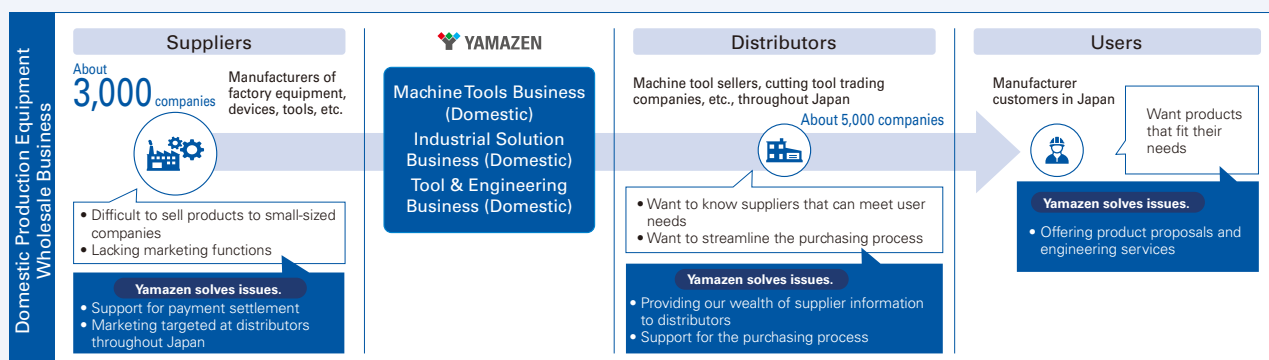 Domestic Production Equipment
Wholesale Business
Suppliers
About
3,000 companies
Manufacturers of
factory equipment,
devices, tools, etc.
• Difficult to sell products to small-sized
companies
• Lacking marketing functions
Yamazen solves issues.
• Support for payment settlement
• Marketing targeted at distributors
throughout Japan
YAMAZEN
Machine Tools Business
(Domestic)
Industrial Solution
Business (Domestic)
Tool & Engineering
Business (Domestic)
Distributors
Machine tool sellers, cutting tool trading
companies, etc., throughout Japan
About 5,000 companies
• Want to know suppliers that can meet user
needs
• Want to streamline the purchasing process
Yamazen solves issues.
• Providing our wealth of supplier information
to distributors
• Support for the purchasing process
Users
Manufacturer
customers in Japan
Want products
that fit their
needs
Yamazen solves issues.
• Offering product proposals and
engineering services